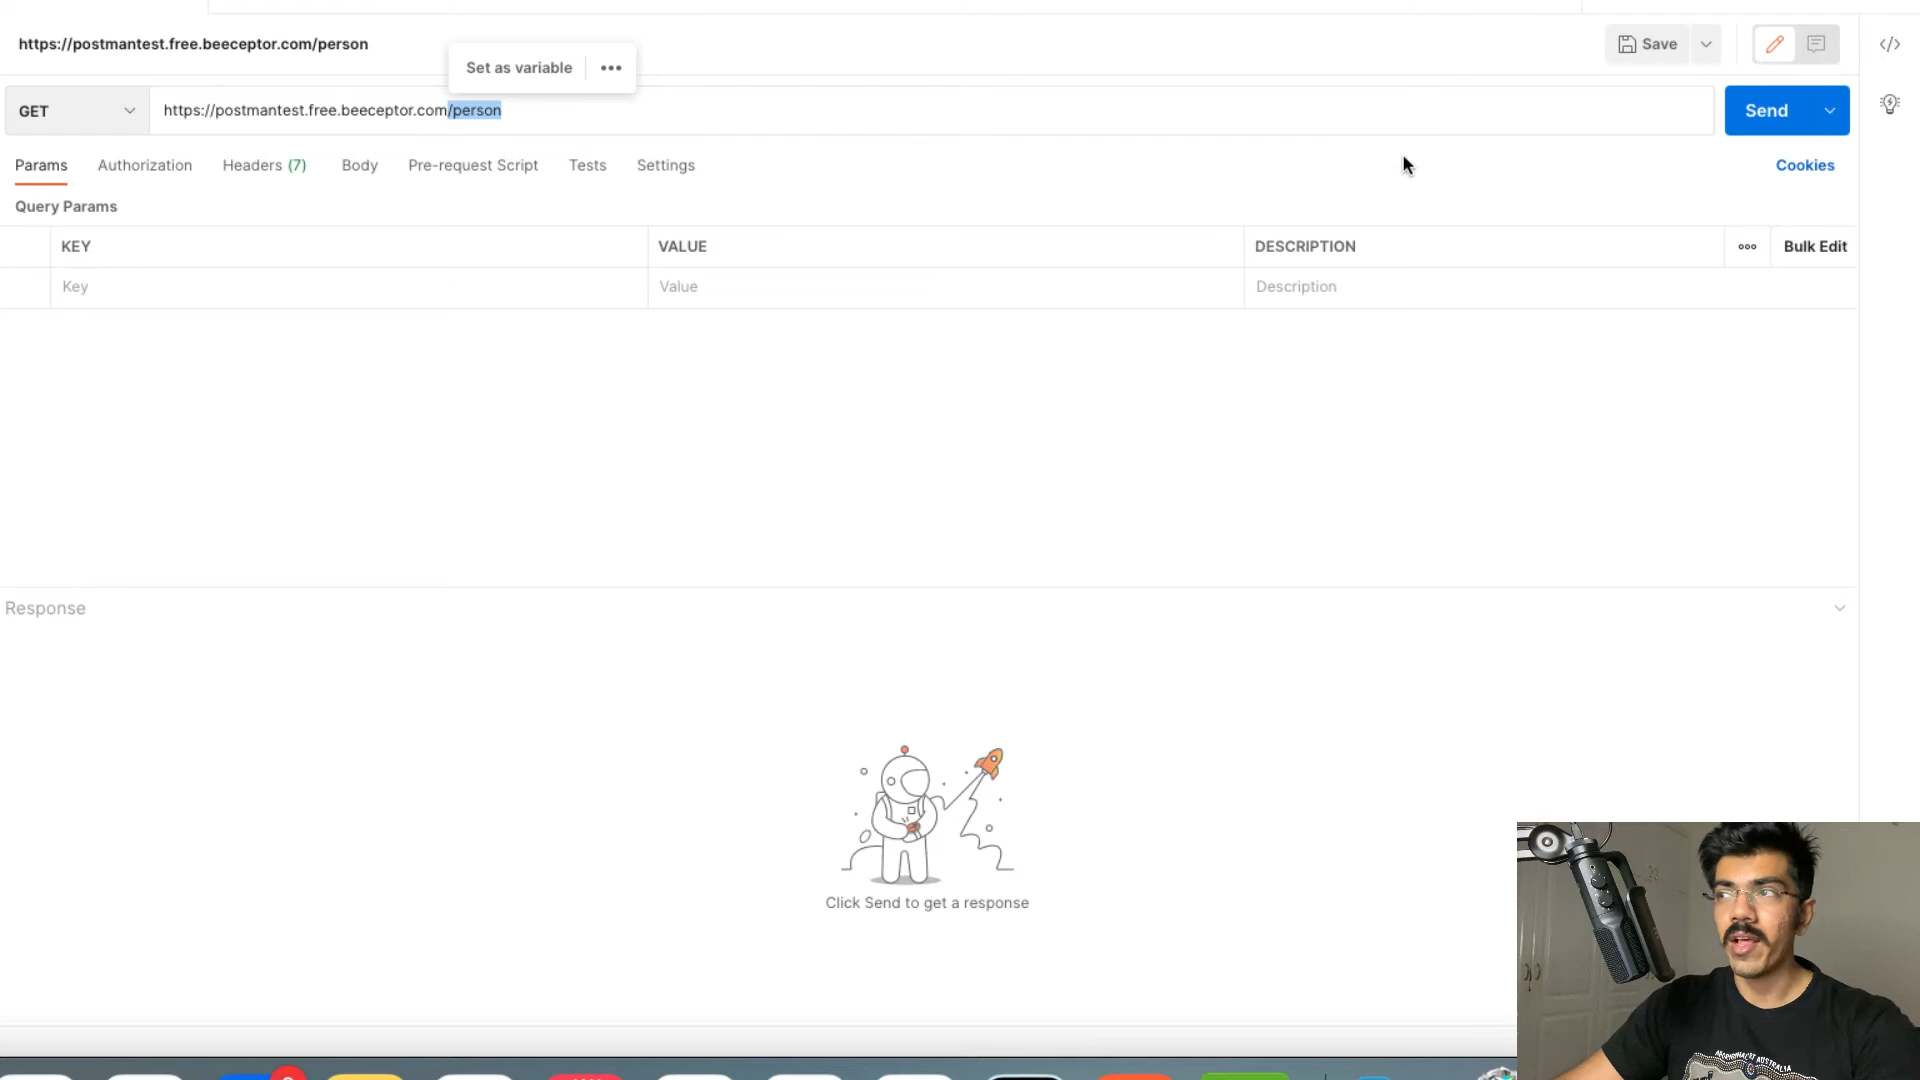 https://postmantest.free.beeceptor.com/person
Save
Set as variable
GET
https://postmantest.free.beeceptor.com/person
Send
Params Authorization Headers (7) Body Pre-request Script Tests Settings Cookies
Query Params
KEY VALUE DESCRIPTION Bulk Edit
Key Value Description
Response
Click Send to get a response